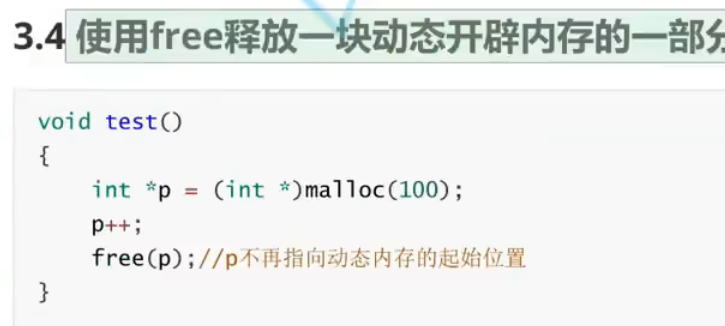 3.4 使用free释放一块动态开辟内存的一部分
void test()
{
    int *p = (int *)malloc(100);
    p++;
    free(p);//p不再指向动态内存的起始位置
}